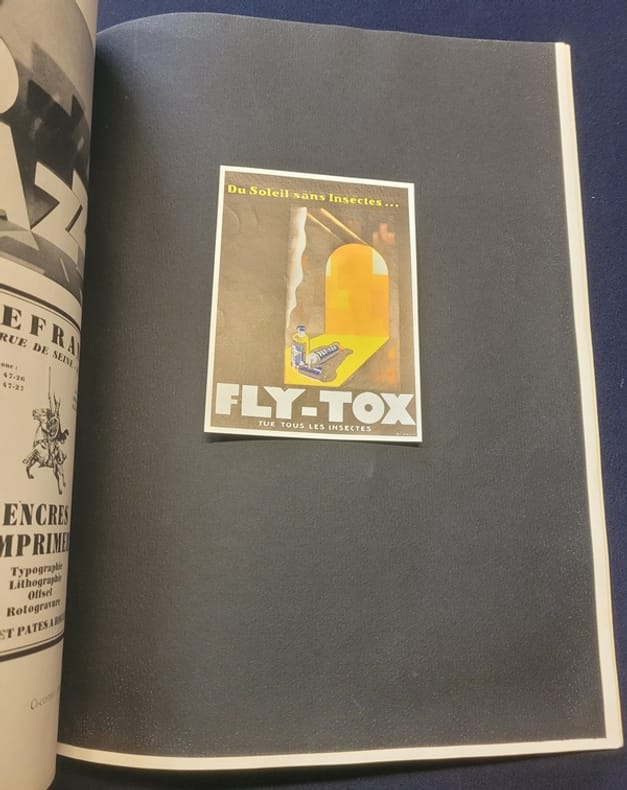 AZ
EFRA
RUE DE SEINE
47-26
47-27
ENCRES
Typographie
Lithographie
Offset
Rotogravure
ET PATES A
Du Soleil sans Insectes...
FLY-TOX
TUE TOUS LES INSECTES